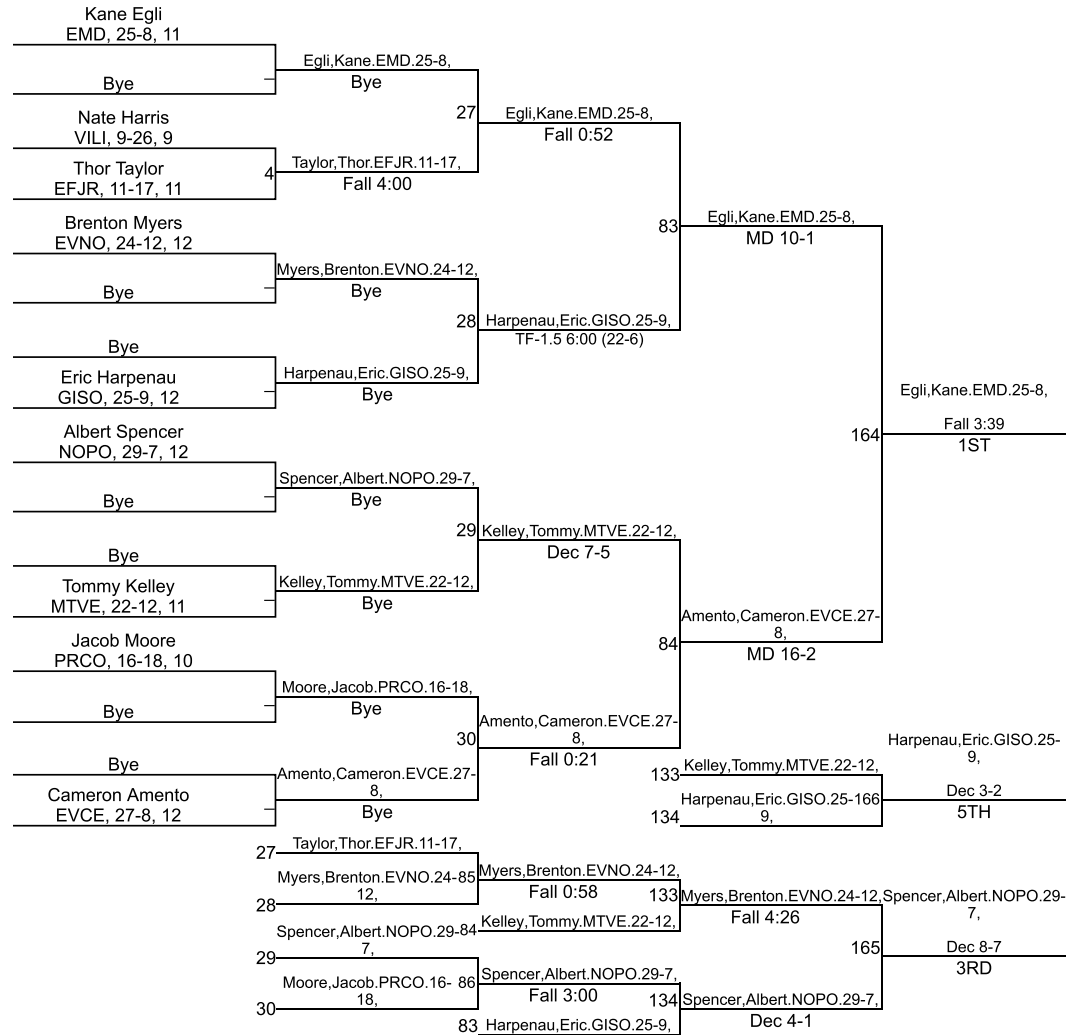 Kane Egli
EMD, 25-8, 11
Egli,Kane.EMD.25-8,
Bye
Bye
Nate Harris
27
Egli,Kane.EMD.25-8,
VILI, 9-26, 9
Fall 0:52
Thor Taylor
4
Taylor,Thor.EFJR.11-17,
EFJR, 11-17, 11
Fall 4:00
Brenton Myers
83
Egli,Kane.EMD.25-8,
EVNO, 24-12, 12
MD 10-1
Myers,Brenton.EVNO.24-12,
Bye
Bye
28
Harpenau,Eric.GISO.25-9,
TF-1.5 6:00 (22-6)
Bye
Eric Harpenau
Harpenau,Eric.GISO.25-9,
GISO, 25-9, 12
Bye
Egli,Kane.EMD.25-8,
Albert Spencer
164
Fall 3:39
NOPO, 29-7, 12
1ST
Spencer,Albert.NOPO.29-7,
Bye
Bye
29
Kelley,Tommy.MTVE.22-12,
Dec 7-5
Bye
Tommy Kelley
Kelley,Tommy.MTVE.22-12,
MTVE, 22-12, 11
Bye
Amento,Cameron.EVCE.27-
8,
Jacob Moore
84
MD 16-2
PRCO, 16-18, 10
Moore,Jacob.PRCO.16-18,
Bye
Bye
30
Amento,Cameron.EVCE.27-
8,
Fall 0:21
Harpenau,Eric.GISO.25-
9,
Bye
133
Kelley,Tommy.MTVE.22-12,
Cameron Amento
Amento,Cameron.EVCE.27-
8,
Dec 3-2
EVCE, 27-8, 12
Bye
134
Harpenau,Eric.GISO.25-166
9,
5TH
27
Taylor,Thor.EFJR.11-17,
Myers,Brenton.EVNO.24-85
12,
Myers,Brenton.EVNO.24-12,
Fall 0:58
28
133
Myers,Brenton.EVNO.24-12,
Spencer,Albert.NOPO.29-
7,
Fall 4:26
84
Kelley,Tommy.MTVE.22-12,
Spencer,Albert.NOPO.29-
7,
29
165
Dec 8-7
3RD
Moore,Jacob.PRCO.16-
18,
86
Spencer,Albert.NOPO.29-7,
Fall 3:00
30
134
Spencer,Albert.NOPO.29-7,
Dec 4-1
83
Harpenau,Eric.GISO.25-9,